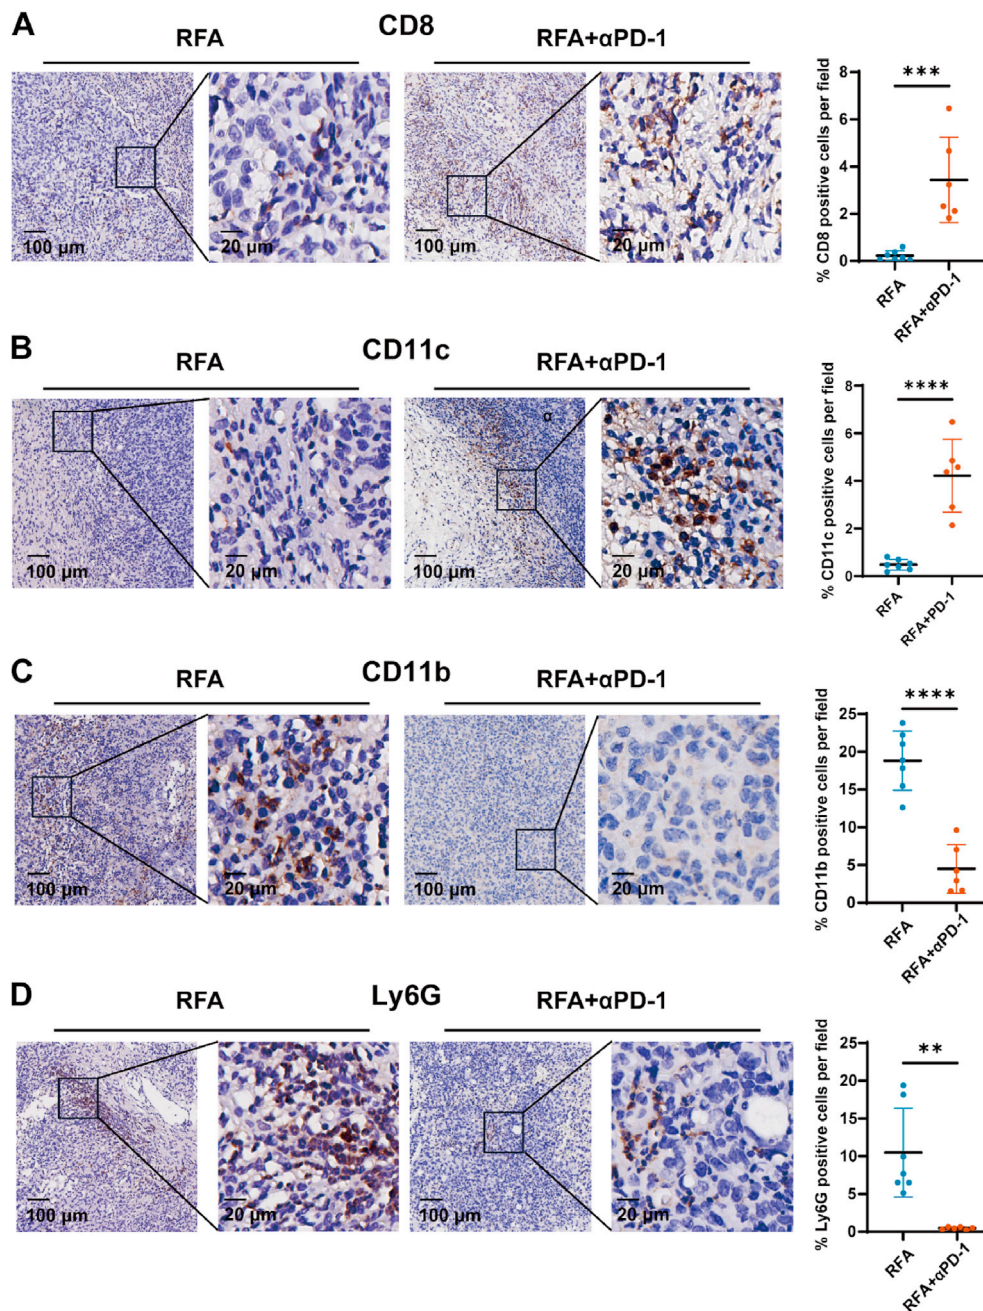 A
CD8
RFA
RFA+αPD-1
100 µm
20 µm
100 µm
20 µm
% CD8 positive cells per field
8
6
4
2
0
***
RFA
RFA+αPD-1
B
CD11c
RFA
RFA+αPD-1
α
100 µm
20 µm
100 µm
20 µm
% CD11c positive cells per field
8
6
4
2
0
****
RFA
RFA+PD-1
C
CD11b
RFA
RFA+αPD-1
100 µm
20 µm
100 µm
20 µm
% CD11b positive cells per field
25
20
15
10
5
0
****
RFA
RFA+αPD-1
D
Ly6G
RFA
RFA+αPD-1
100 µm
20 µm
100 µm
20 µm
% Ly6G positive cells per field
25
20
15
10
5
0
**
RFA
RFA+αPD-1